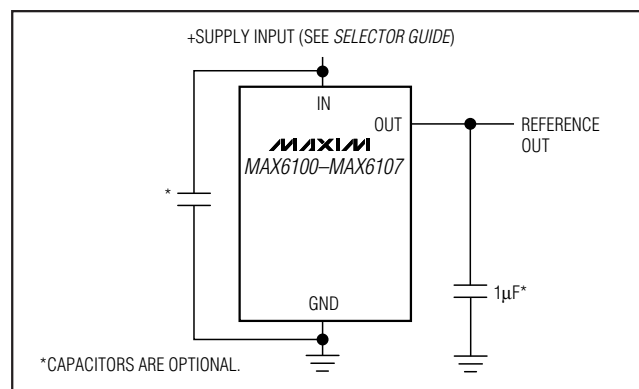 +SUPPLY INPUT (SEE SELECTOR GUIDE)
IN
OUT
REFERENCE
OUT
MAXIM
MAX6100–MAX6107
*
1μF*
GND
*CAPACITORS ARE OPTIONAL.